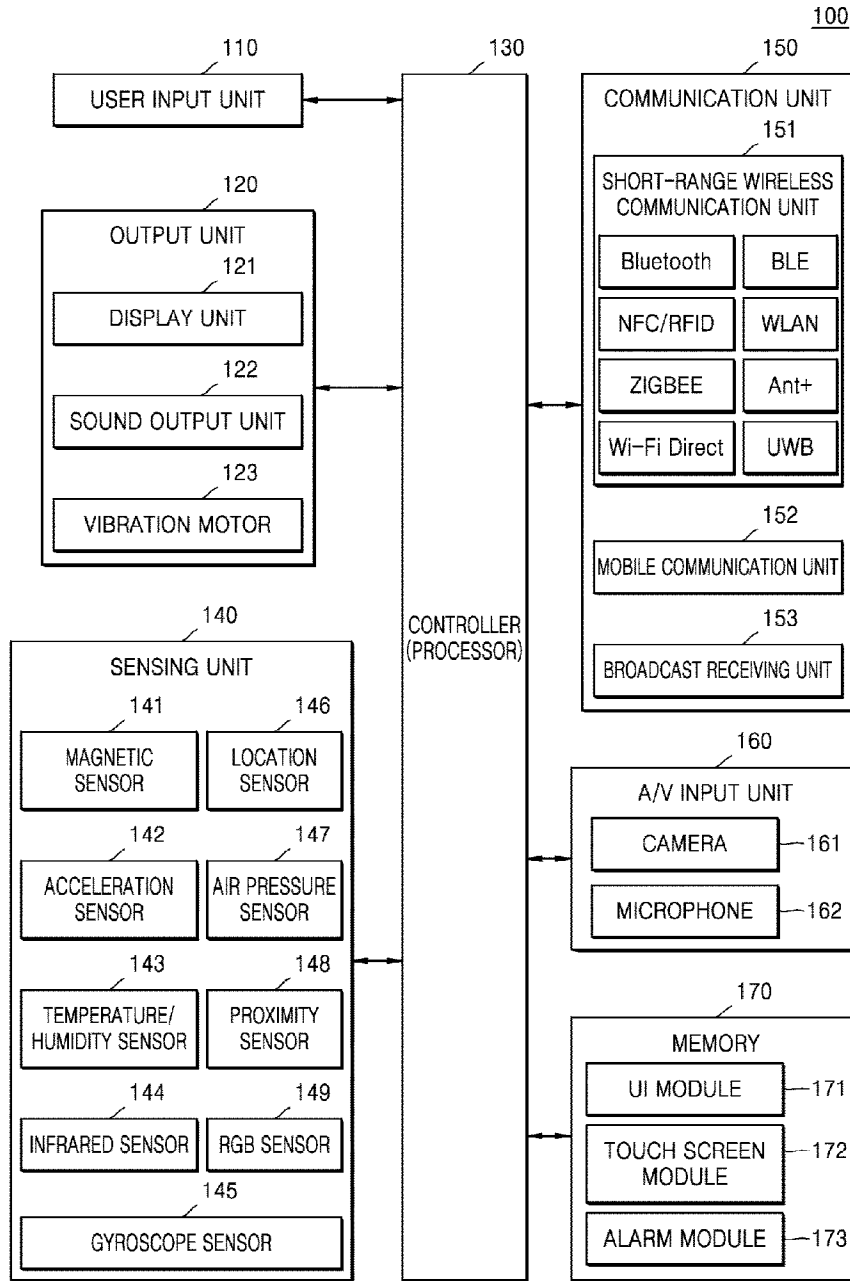 100
110
USER INPUT UNIT
120
OUTPUT UNIT
121
DISPLAY UNIT
122
SOUND OUTPUT UNIT
123
VIBRATION MOTOR
140
SENSING UNIT
141
MAGNETIC
SENSOR
146
LOCATION
SENSOR
142
ACCELERATION
SENSOR
147
AIR PRESSURE
SENSOR
143
TEMPERATURE/
HUMIDITY SENSOR
148
PROXIMITY
SENSOR
144
INFRARED SENSOR
149
RGB SENSOR
145
GYROSCOPE SENSOR
130
CONTROLLER
(PROCESSOR)
150
COMMUNICATION UNIT
151
SHORT-RANGE WIRELESS
COMMUNICATION UNIT
Bluetooth
BLE
NFC/RFID
WLAN
ZIGBEE
Ant+
Wi-Fi Direct
UWB
152
MOBILE COMMUNICATION UNIT
153
BROADCAST RECEIVING UNIT
160
A/V INPUT UNIT
CAMERA
161
MICROPHONE
162
170
MEMORY
UI MODULE
171
TOUCH SCREEN
MODULE
172
ALARM MODULE
173